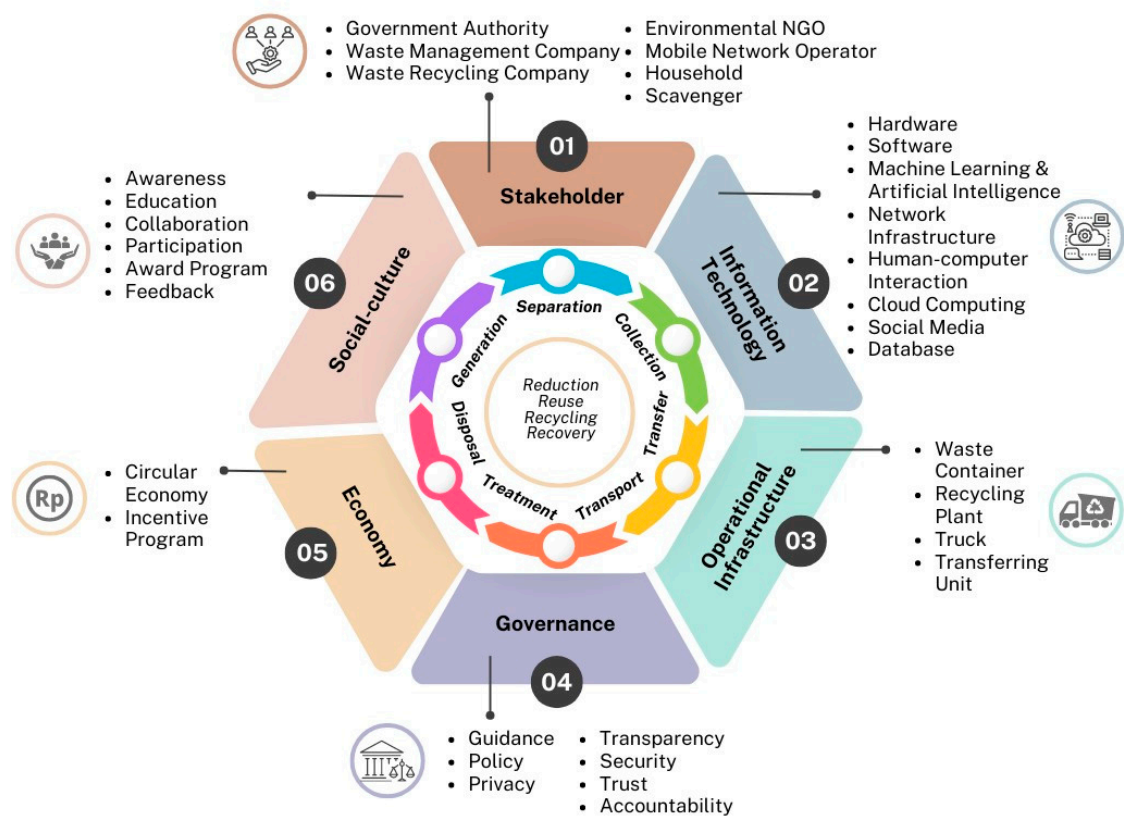 Government Authority
Waste Management Company
Waste Recycling Company
Environmental NGO
Mobile Network Operator
Household
Scavenger
01
Stakeholder
Hardware
Software
Machine Learning &
Artificial Intelligence
Network
Infrastructure
Human-computer
Interaction
Cloud Computing
Social Media
Database
02
Information
Technology
Waste
Container
Recycling
Plant
Truck
Transferring
Unit
03
Operational
Infrastructure
Governance
04
Guidance
Policy
Privacy
Transparency
Security
Trust
Accountability
Rp
Circular
Economy
Incentive
Program
05
Economy
Awareness
Education
Collaboration
Participation
Award Program
Feedback
06
Social-culture
Separation
Collection
Transfer
Transport
Treatment
Disposal
Generation
Reduction
Reuse
Recycling
Recovery